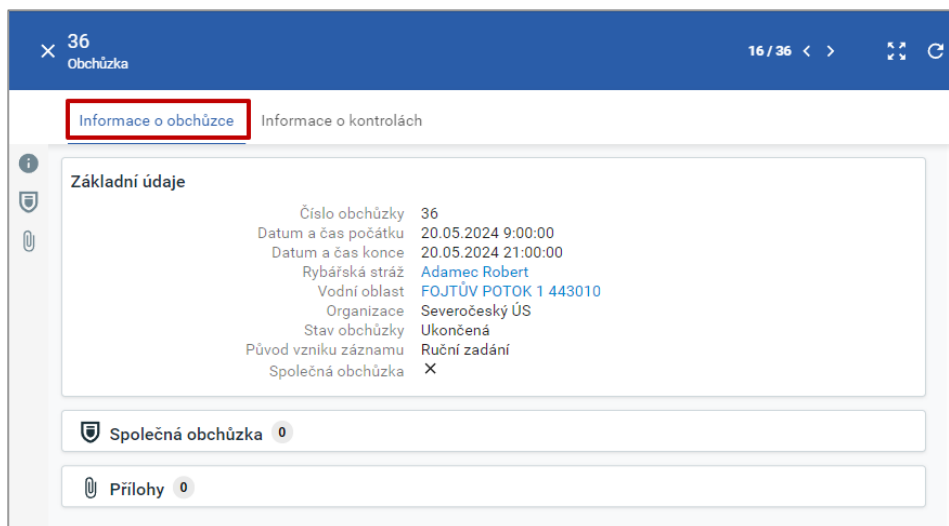 36
Obchůzka
16 / 36
Informace o obchůzce Informace o kontrolách
Základní údaje
Číslo obchůzky 36
Datum a čas počátku 20.05.2024 9:00:00
Datum a čas konce 20.05.2024 21:00:00
Rybářská stráž Adamec Robert
Vodní oblast FOJTŮV POTOK 1 443010
Organizace Severočeský ÚS
Stav obchůzky Ukončená
Původ vzniku záznamu Ruční zadání
Společná obchůzka
Společná obchůzka 0
Přílohy 0